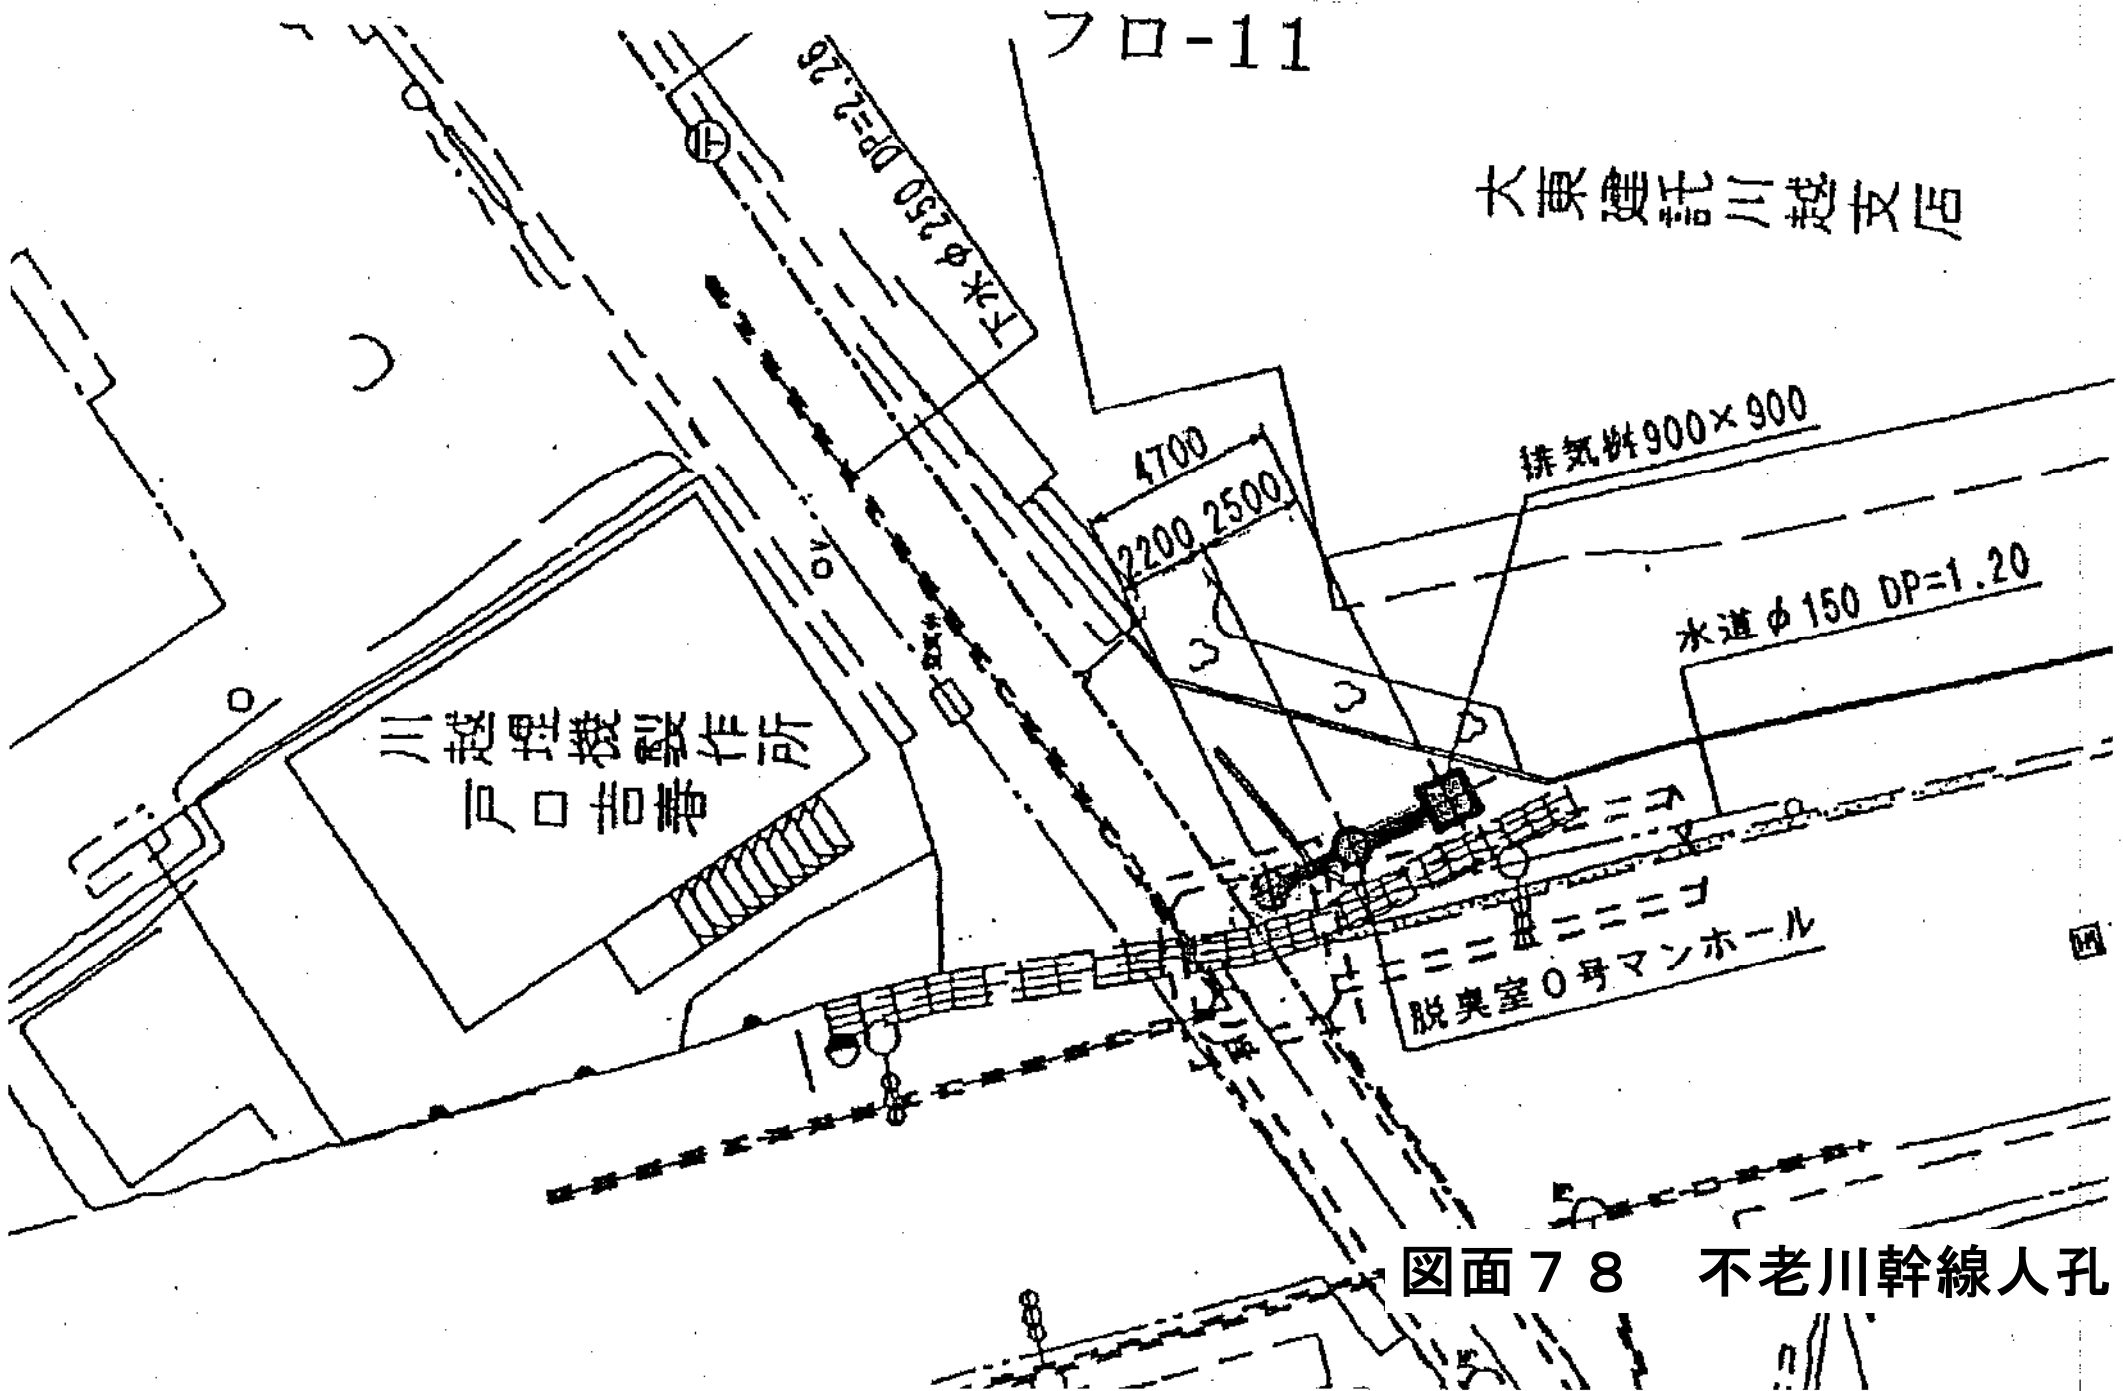 フロ-11
下水φ250 DP=2.26
大東建託川越支店
排気桝900×900
4700
2200 2500
水道φ150 DP=1.20
川越埋機製作所
戸口吉春
脱臭室0号マンホール
図面78 不老川幹線人孔